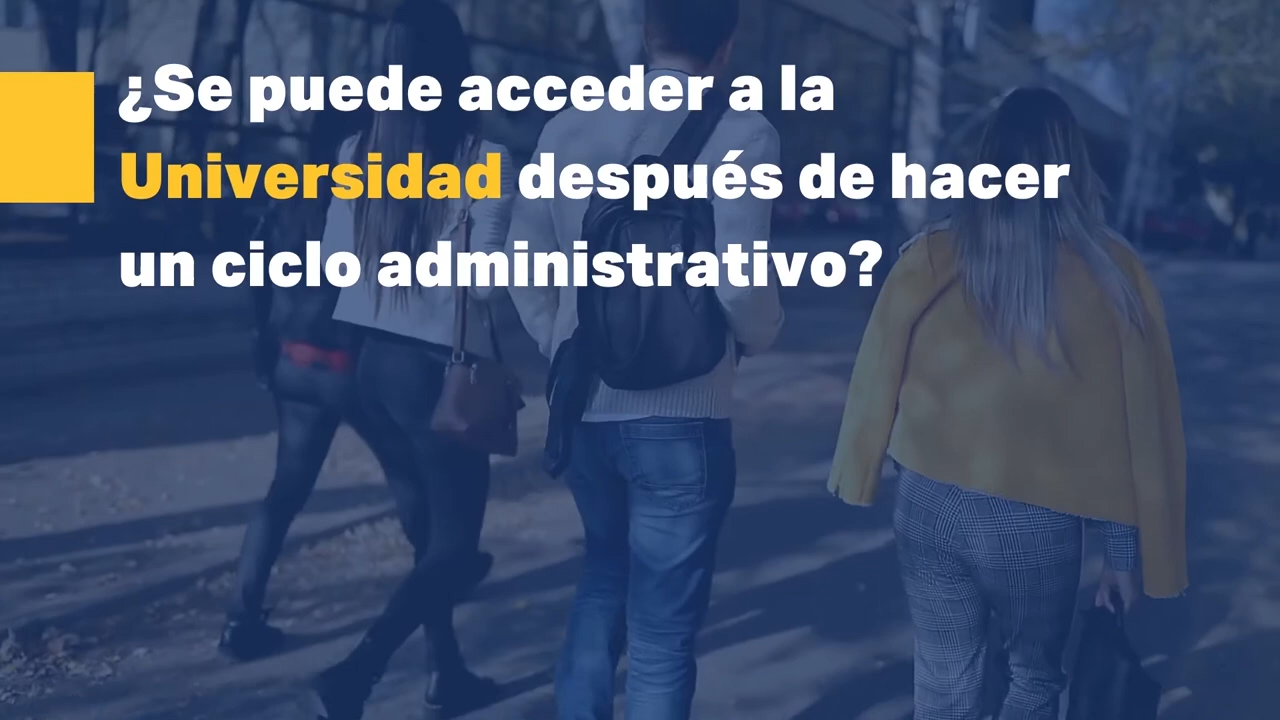 ¿Se puede acceder a la
Universidad después de hacer
un ciclo administrativo?